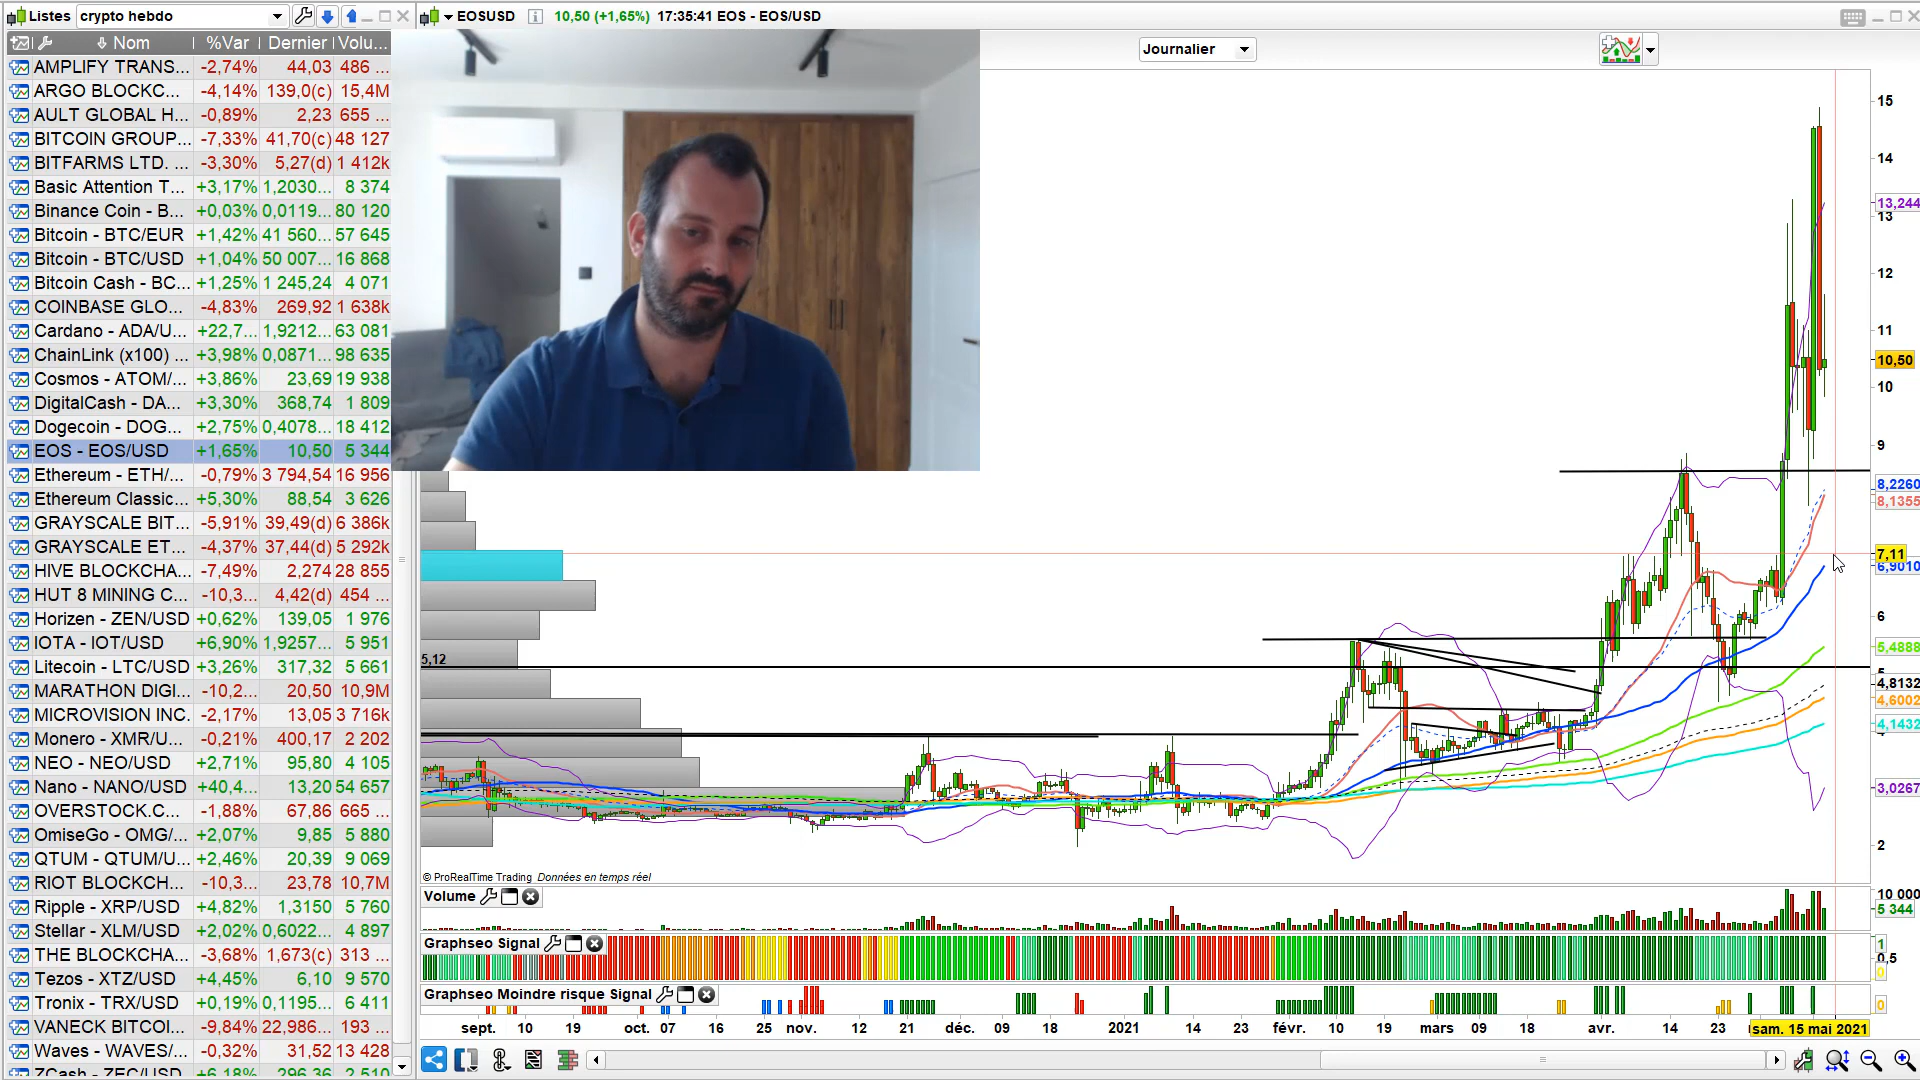 Listes crypto hebdo
EOSUSD 10,50 (+1,65%) 17:35:41 EOS - EOS/USD
Journalier
Nom %Var Dernier Volu...
AMPLIFY TRANS... -2,74% 44,03 486 ...
ARGO BLOCKC... -4,14% 139,0(c) 15,4M
AULT GLOBAL H... -0,89% 2,23 655 ...
BITCOIN GROUP... -7,33% 41,70(c) 48 127
BITFARMS LTD. ... -3,30% 5,27(d) 1 412k
Basic Attention T... +3,17% 1,2030... 8 374
Binance Coin - B... +0,03% 0,0119... 80 120
Bitcoin - BTC/EUR +1,42% 41 560... 57 645
Bitcoin - BTC/USD +1,04% 50 007... 16 868
Bitcoin Cash - BC... +1,25% 1 245,24 4 071
COINBASE GLO... -4,83% 269,92 1 638k
Cardano - ADA/U... +22,7... 1,9212... 63 081
ChainLink (x100) ... +3,98% 0,0871... 98 635
Cosmos - ATOM/... +3,86% 23,69 19 938
DigitalCash - DA... +3,30% 368,74 1 809
Dogecoin - DOG... +2,75% 0,4078... 18 412
EOS - EOS/USD +1,65% 10,50 5 344
Ethereum - ETH/... -0,79% 3 794,54 16 956
Ethereum Classic... +5,30% 88,54 3 626
GRAYSCALE BIT... -5,91% 39,49(d) 6 386k
GRAYSCALE ET... -4,37% 37,44(d) 5 292k
HIVE BLOCKCHA... -7,49% 2,274 28 855
HUT 8 MINING C... -10,3... 4,42(d) 454 ...
Horizen - ZEN/USD +0,62% 139,05 1 976
IOTA - IOT/USD +6,90% 1,9257... 5 951
Litecoin - LTC/USD +3,26% 317,32 5 661
MARATHON DIGI... -10,2... 20,50 10,9M
MICROVISION INC. -2,17% 13,05 3 716k
Monero - XMR/U... -0,21% 400,17 2 202
NEO - NEO/USD +2,71% 95,80 4 105
Nano - NANO/USD +40,4... 13,20 54 657
OVERSTOCK.C... -1,88% 67,86 665 ...
OmiseGo - OMG/... +2,07% 9,85 5 880
QTUM - QTUM/U... +2,46% 20,39 9 069
RIOT BLOCKCH... -10,3... 23,78 10,7M
Ripple - XRP/USD +4,82% 1,3150 5 760
Stellar - XLM/USD +2,02% 0,6022... 4 897
THE BLOCKCHA... -3,68% 1,673(c) 313 ...
Tezos - XTZ/USD +4,45% 6,10 9 570
Tronix - TRX/USD +0,19% 0,1195... 6 411
VANECK BITCOI... -9,84% 22,986... 193 ...
Waves - WAVES/... -0,32% 31,52 13 428
ZCash - ZEC/USD +6,18% 296,36 2 510
15
14
13,244
13
12
11
10,50
10
9
8,2260
8,1355
7,11
6,9010
6
5,4888
5
4,8132
4,6002
4,1432
4
3,0267
2
5,12
© ProRealTime Trading Données en temps réel
Volume
10 000
5 344
Graphseo Signal
1
0,5
0
Graphseo Moindre risque Signal
0
sept. 10 19 oct. 07 16 25 nov. 12 21 déc. 09 18 2021 14 23 févr. 10 19 mars 09 18 avr. 14 23 sam. 15 mai 2021